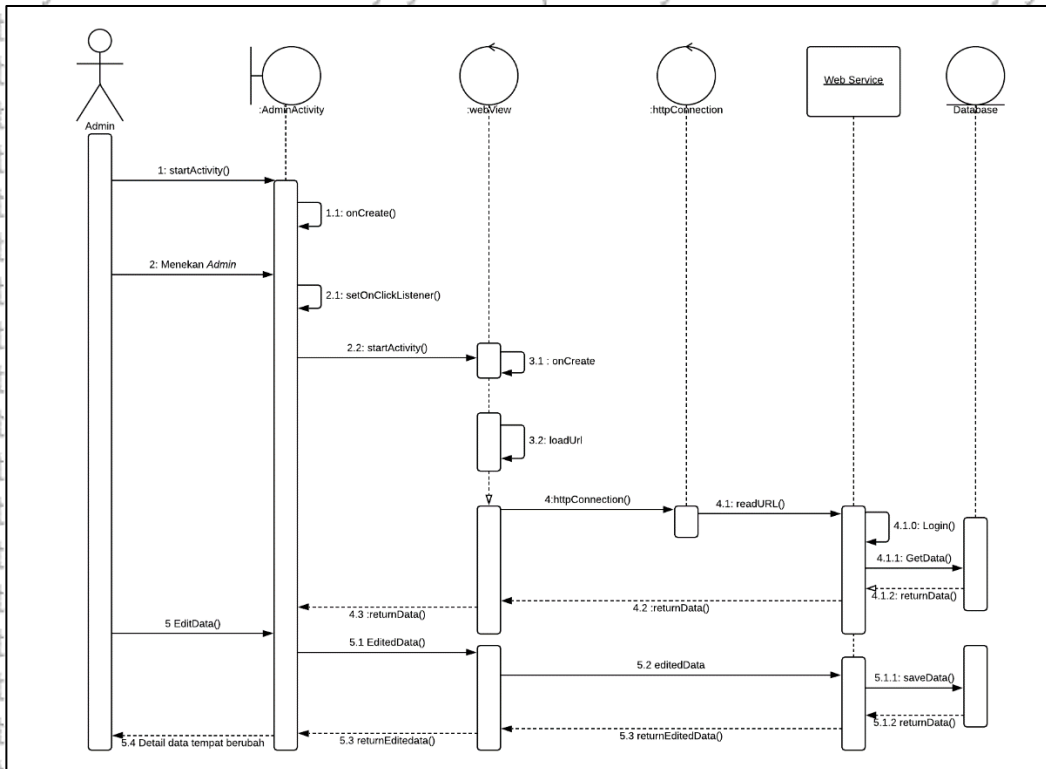 Admin
:AdminActivity
:webView
:httpConnection
Web Service
Database
1: startActivity()
1.1: onCreate()
2: Menekan Admin
2.1: setOnClickListener()
2.2: startActivity()
3.1 : onCreate
3.2: loadUrl
4:httpConnection()
4.1: readURL()
4.1.0: Login()
4.1.1: GetData()
4.1.2: returnData()
4.2 :returnData()
4.3 :returnData()
5 EditData()
5.1 EditedData()
5.2 editedData
5.1.1: saveData()
5.1.2 returnData()
5.3 returnEditedData()
5.3 returnEditedata()
5.4 Detail data tempat berubah